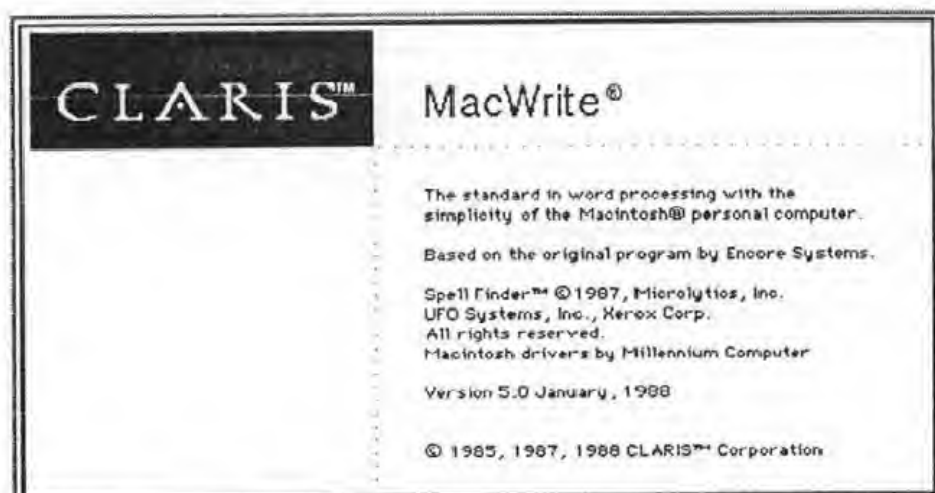 CLARIS™
MacWrite®
The standard in word processing with the
simplicity of the Macintosh® personal computer.
Based on the original program by Encore Systems.
Spell Finder™ ©1987, Microlytics, Inc.
UFO Systems, Inc., Xerox Corp.
All rights reserved.
Macintosh drivers by Millennium Computer
Version 5.0 January, 1988
© 1985, 1987, 1988 CLARIS™ Corporation